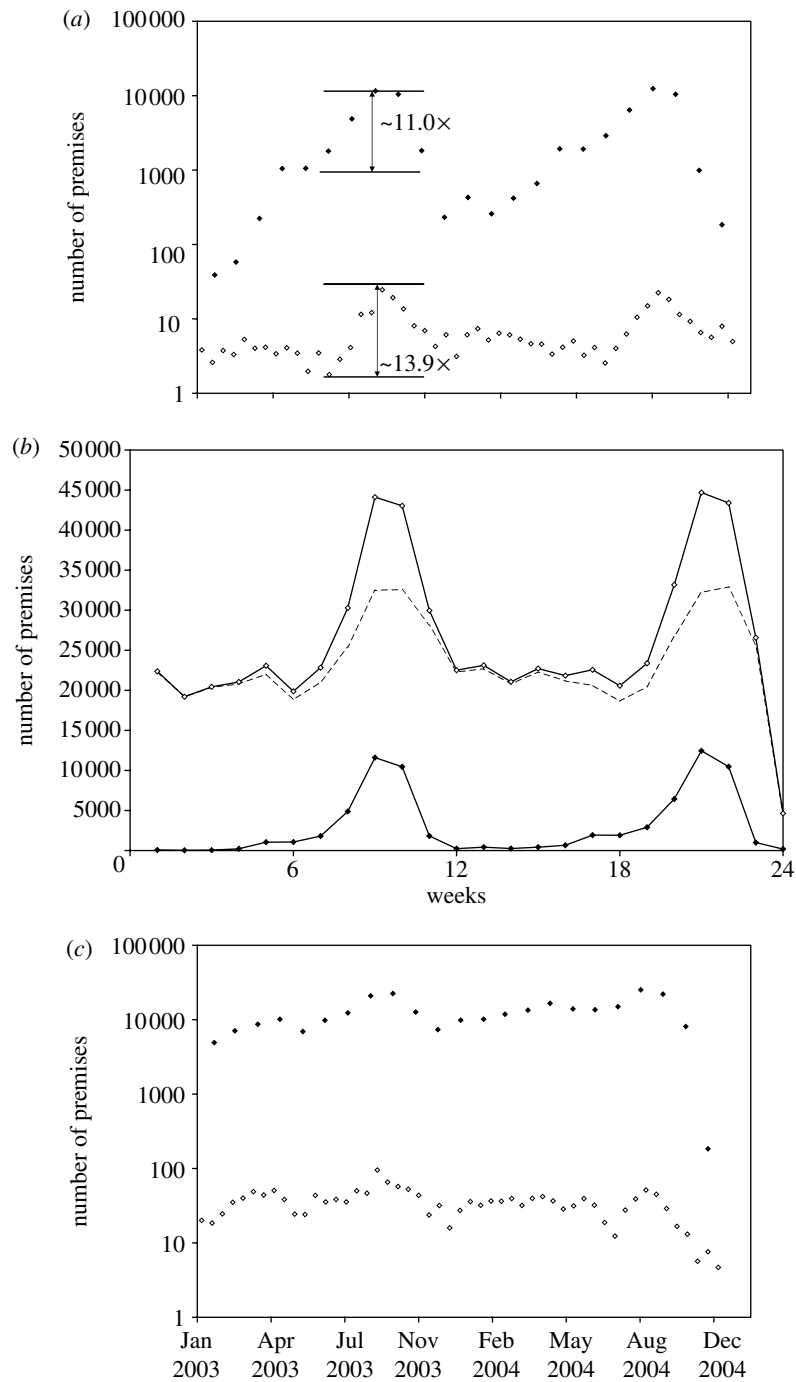 (a)
100000
10000
1000
100
10
1
number of premises
~11.0×
~13.9×
(b)
50000
45000
40000
35000
30000
25000
20000
15000
10000
5000
0
number of premises
6 12 18 24
weeks
(c)
100000
10000
1000
100
10
1
number of premises
Jan Apr Jul Nov Feb May Aug Dec
2003 2003 2003 2003 2004 2004 2004 2004